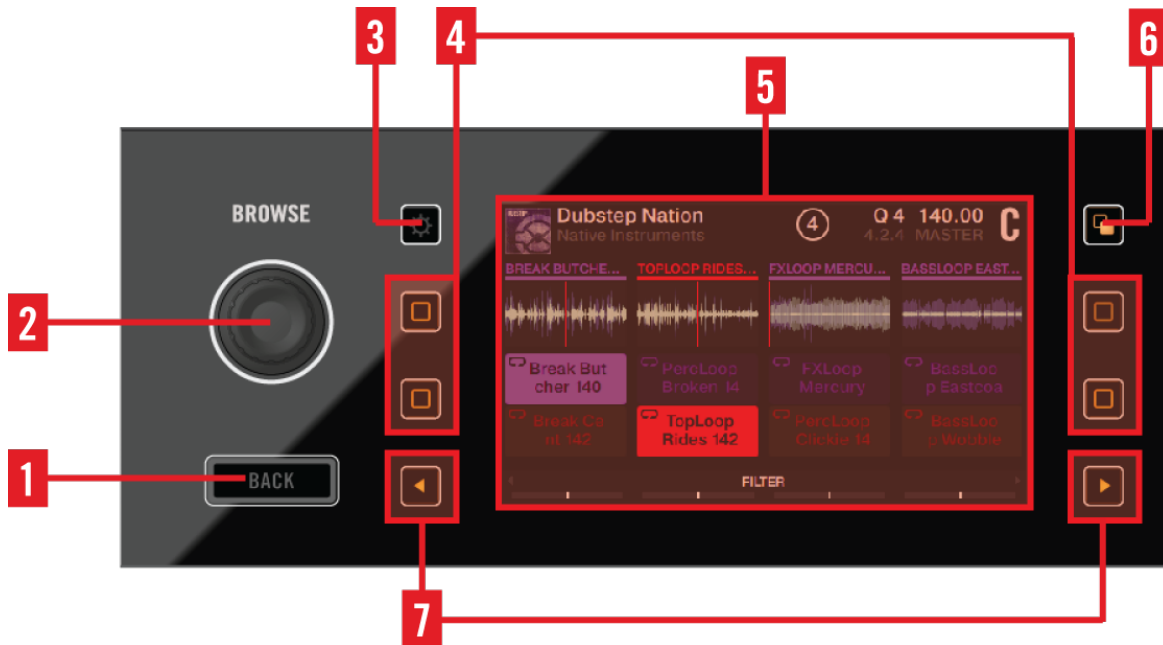 3
4
6
5
BROWSE
Dubstep Nation
Native Instruments
4
Q 4 140.00
4.2.4 MASTER
C
BREAK BUTCHE...
TOPLOOP RIDES...
FXLOOP MERCU...
BASSLOOP EAST...
2
Break But
cher 140
PercLoop
Broken 14
FXLoop
Mercury
BassLoo
p Eastcoa
Break Ca
nt 142
TopLoop
Rides 142
PercLoop
Clickie 14
BassLoo
p Wobble
1
BACK
FILTER
7